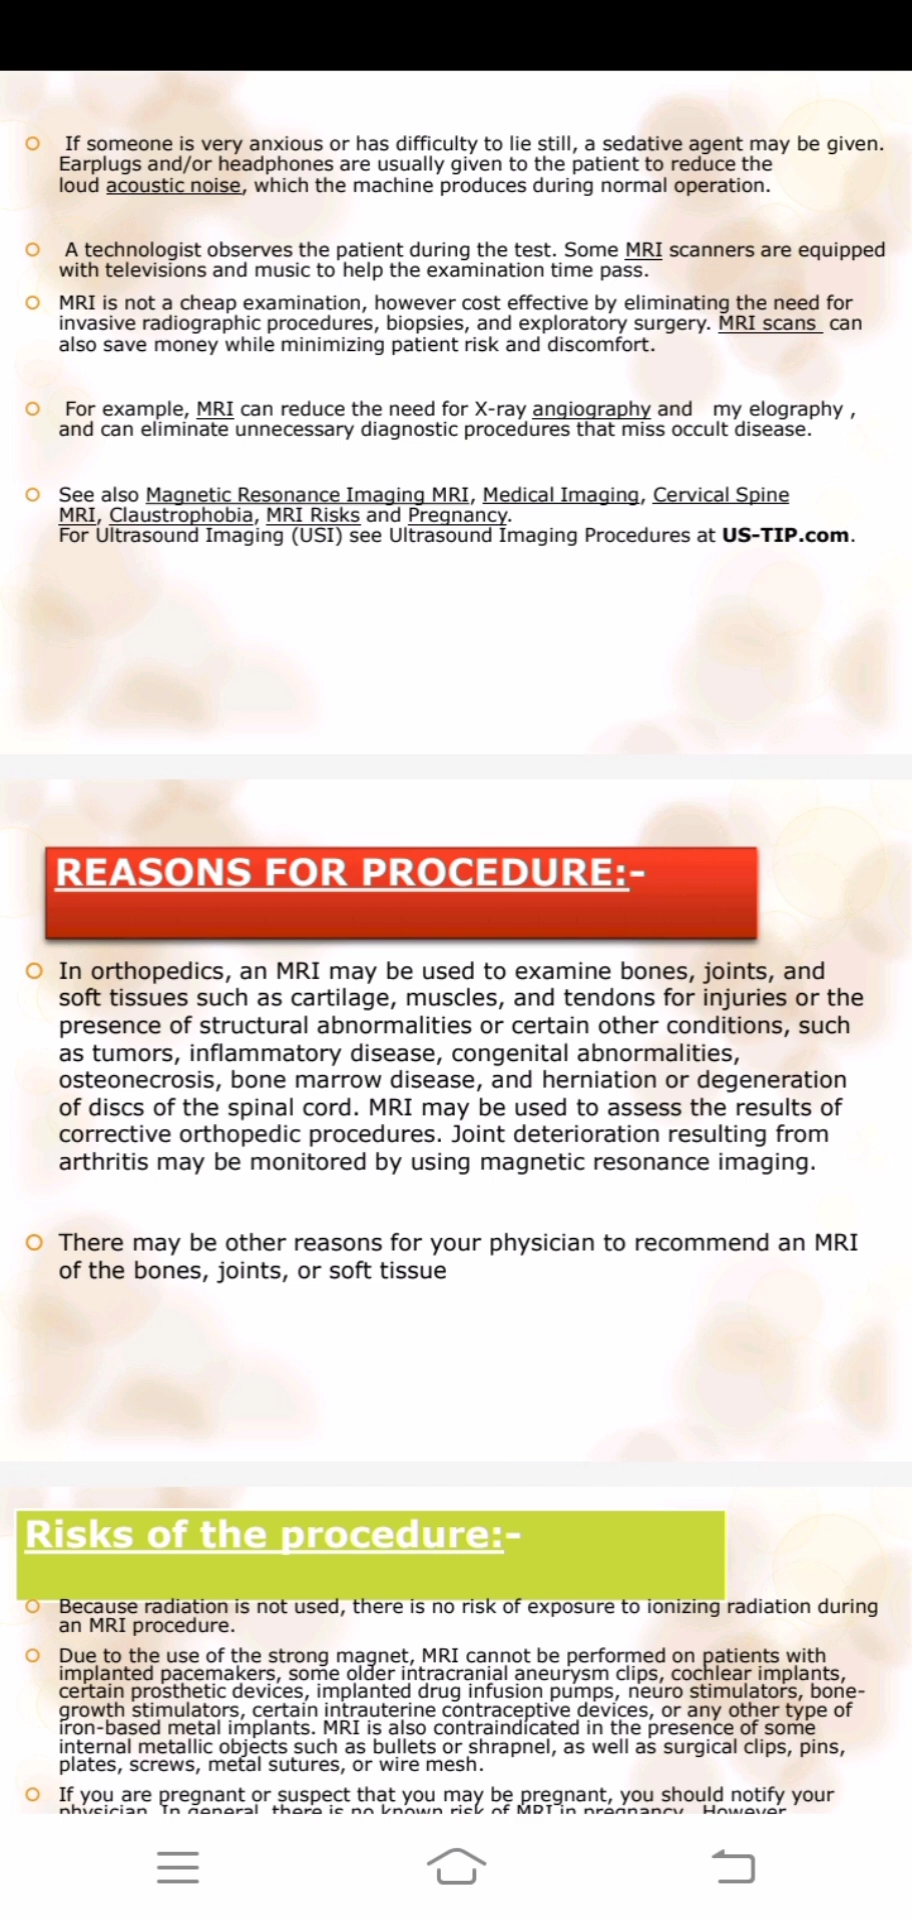 If someone is very anxious or has difficulty to lie still, a sedative agent may be given.
Earplugs and/or headphones are usually given to the patient to reduce the
loud acoustic noise, which the machine produces during normal operation.
A technologist observes the patient during the test. Some MRI scanners are equipped
with televisions and music to help the examination time pass.
MRI is not a cheap examination, however cost effective by eliminating the need for
invasive radiographic procedures, biopsies, and exploratory surgery. MRI scans can
also save money while minimizing patient risk and discomfort.
For example, MRI can reduce the need for X-ray angiography and my elography ,
and can eliminate unnecessary diagnostic procedures that miss occult disease.
See also Magnetic Resonance Imaging MRI, Medical Imaging, Cervical Spine
MRI, Claustrophobia, MRI Risks and Pregnancy.
For Ultrasound Imaging (USI) see Ultrasound Imaging Procedures at US-TIP.com.
REASONS FOR PROCEDURE:-
In orthopedics, an MRI may be used to examine bones, joints, and
soft tissues such as cartilage, muscles, and tendons for injuries or the
presence of structural abnormalities or certain other conditions, such
as tumors, inflammatory disease, congenital abnormalities,
osteonecrosis, bone marrow disease, and herniation or degeneration
of discs of the spinal cord. MRI may be used to assess the results of
corrective orthopedic procedures. Joint deterioration resulting from
arthritis may be monitored by using magnetic resonance imaging.
There may be other reasons for your physician to recommend an MRI
of the bones, joints, or soft tissue
Risks of the procedure:-
Because radiation is not used, there is no risk of exposure to ionizing radiation during
an MRI procedure.
Due to the use of the strong magnet, MRI cannot be performed on patients with
implanted pacemakers, some older intracranial aneurysm clips, cochlear implants,
certain prosthetic devices, implanted drug infusion pumps, neuro stimulators, bone-
growth stimulators, certain intrauterine contraceptive devices, or any other type of
iron-based metal implants. MRI is also contraindicated in the presence of some
internal metallic objects such as bullets or shrapnel, as well as surgical clips, pins,
plates, screws, metal sutures, or wire mesh.
If you are pregnant or suspect that you may be pregnant, you should notify your
physician. In general, there is no known risk of MRI in pregnancy. However,